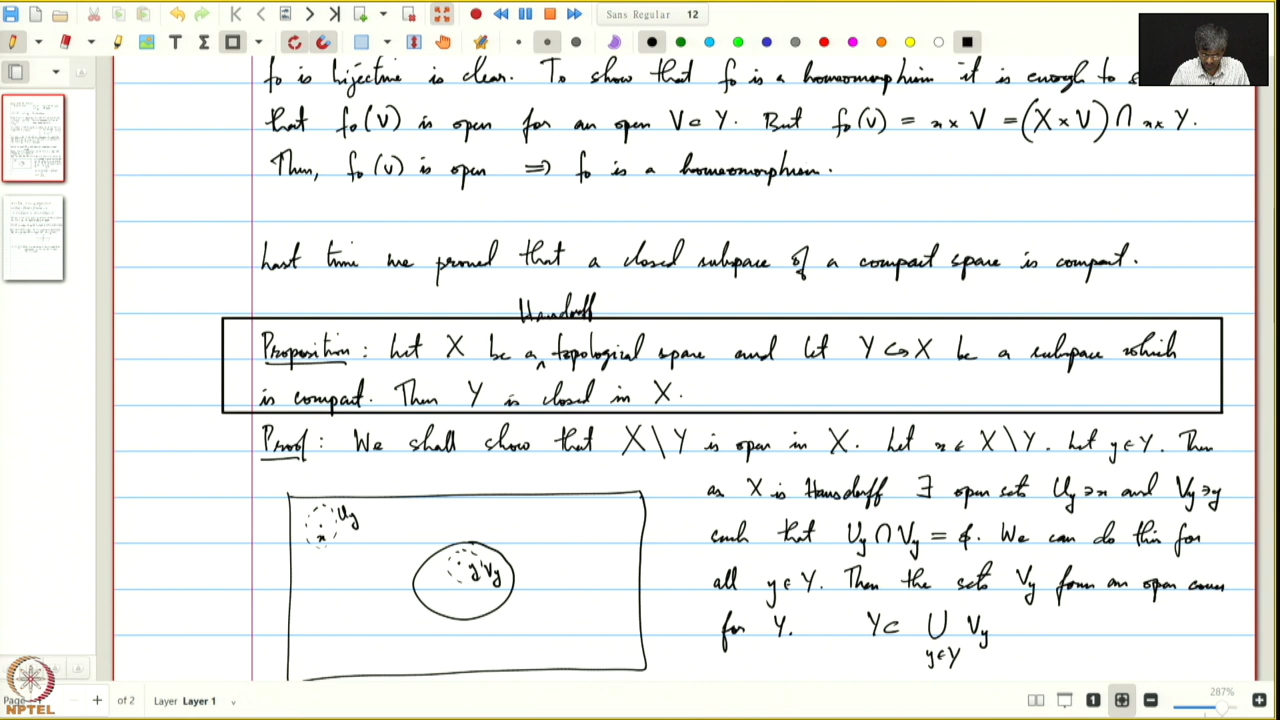 Sans Regular 12
f₀ is bijective is clear. To show that f₀ is a homeomorphism it is enough to s
that f₀(V) is open for an open V⊂Y. But f₀(V) = x × V = (X × V) ∩ x × Y.
Then, f₀(V) is open ⇒ f₀ is a homeomorphism.
Last time we proved that a closed subspace of a compact space is compact.
Hausdorff
Proposition: Let X be a ‸ topological space and let Y ↪ X be a subspace which
is compact. Then Y is closed in X.
Proof: We shall show that X \ Y is open in X. Let x ∈ X \ Y. Let y ∈ Y. Then
as X is Hausdorff ∃ open sets U_y ∋ x and V_y ∋ y
such that U_y ∩ V_y = ϕ. We can do this for
all y ∈ Y. Then the sets V_y form an open cover
for Y. Y ⊂ ⋃ V_y
y∈Y
U_y
x
y V_y
NPTEL
Page
of 2
Layer Layer 1
1
287%